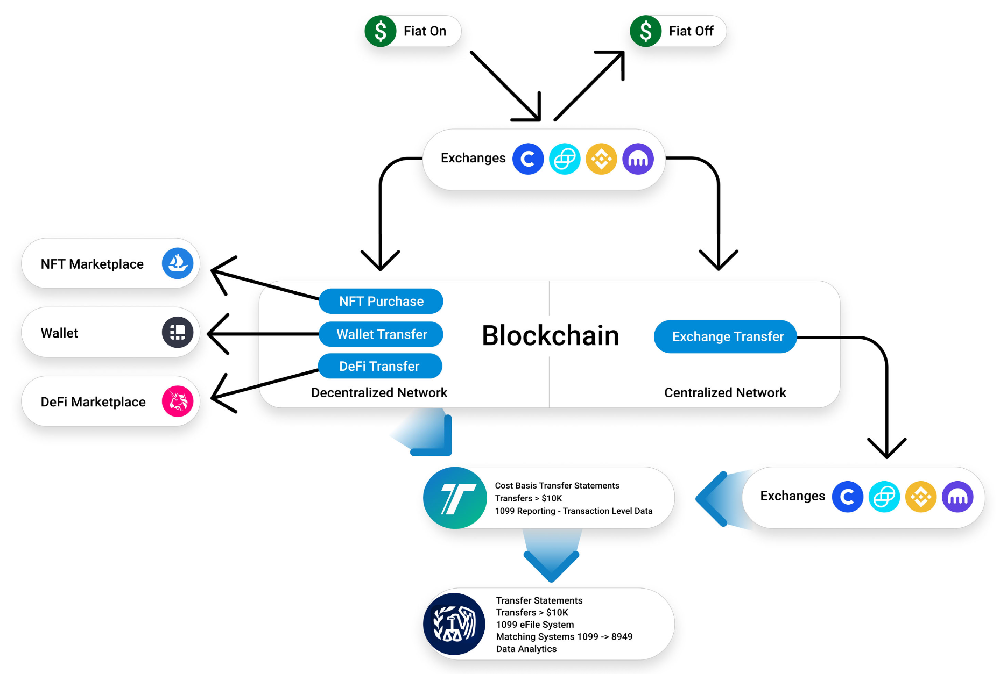 Fiat On
Fiat Off
Exchanges
NFT Marketplace
Wallet
DeFi Marketplace
NFT Purchase
Wallet Transfer
DeFi Transfer
Decentralized Network
Blockchain
Exchange Transfer
Centralized Network
Cost Basis Transfer Statements
Transfers > $10K
1099 Reporting - Transaction Level Data
Exchanges
Transfer Statements
Transfers > $10K
1099 eFile System
Matching Systems 1099 -> 8949
Data Analytics